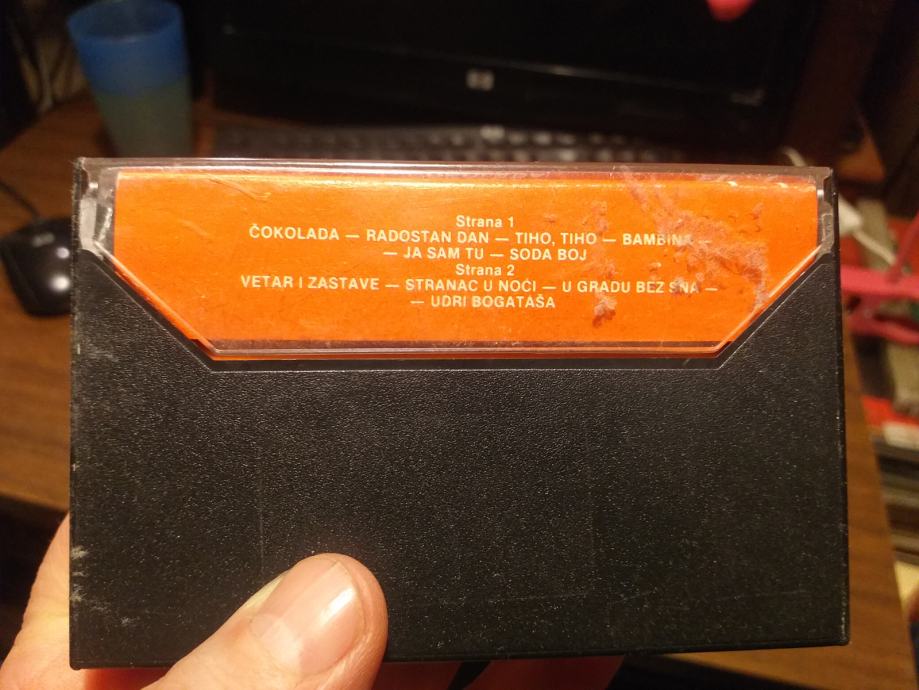 Strana 1
ČOKOLADA — RADOSTAN DAN — TIHO, TIHO — BAMBINA —
— JA SAM TU — SODA BOJ
Strana 2
VETAR I ZASTAVE — STRANAC U NOĆI — U GRADU BEZ SNA —
— UDRI BOGATAŠA
hp